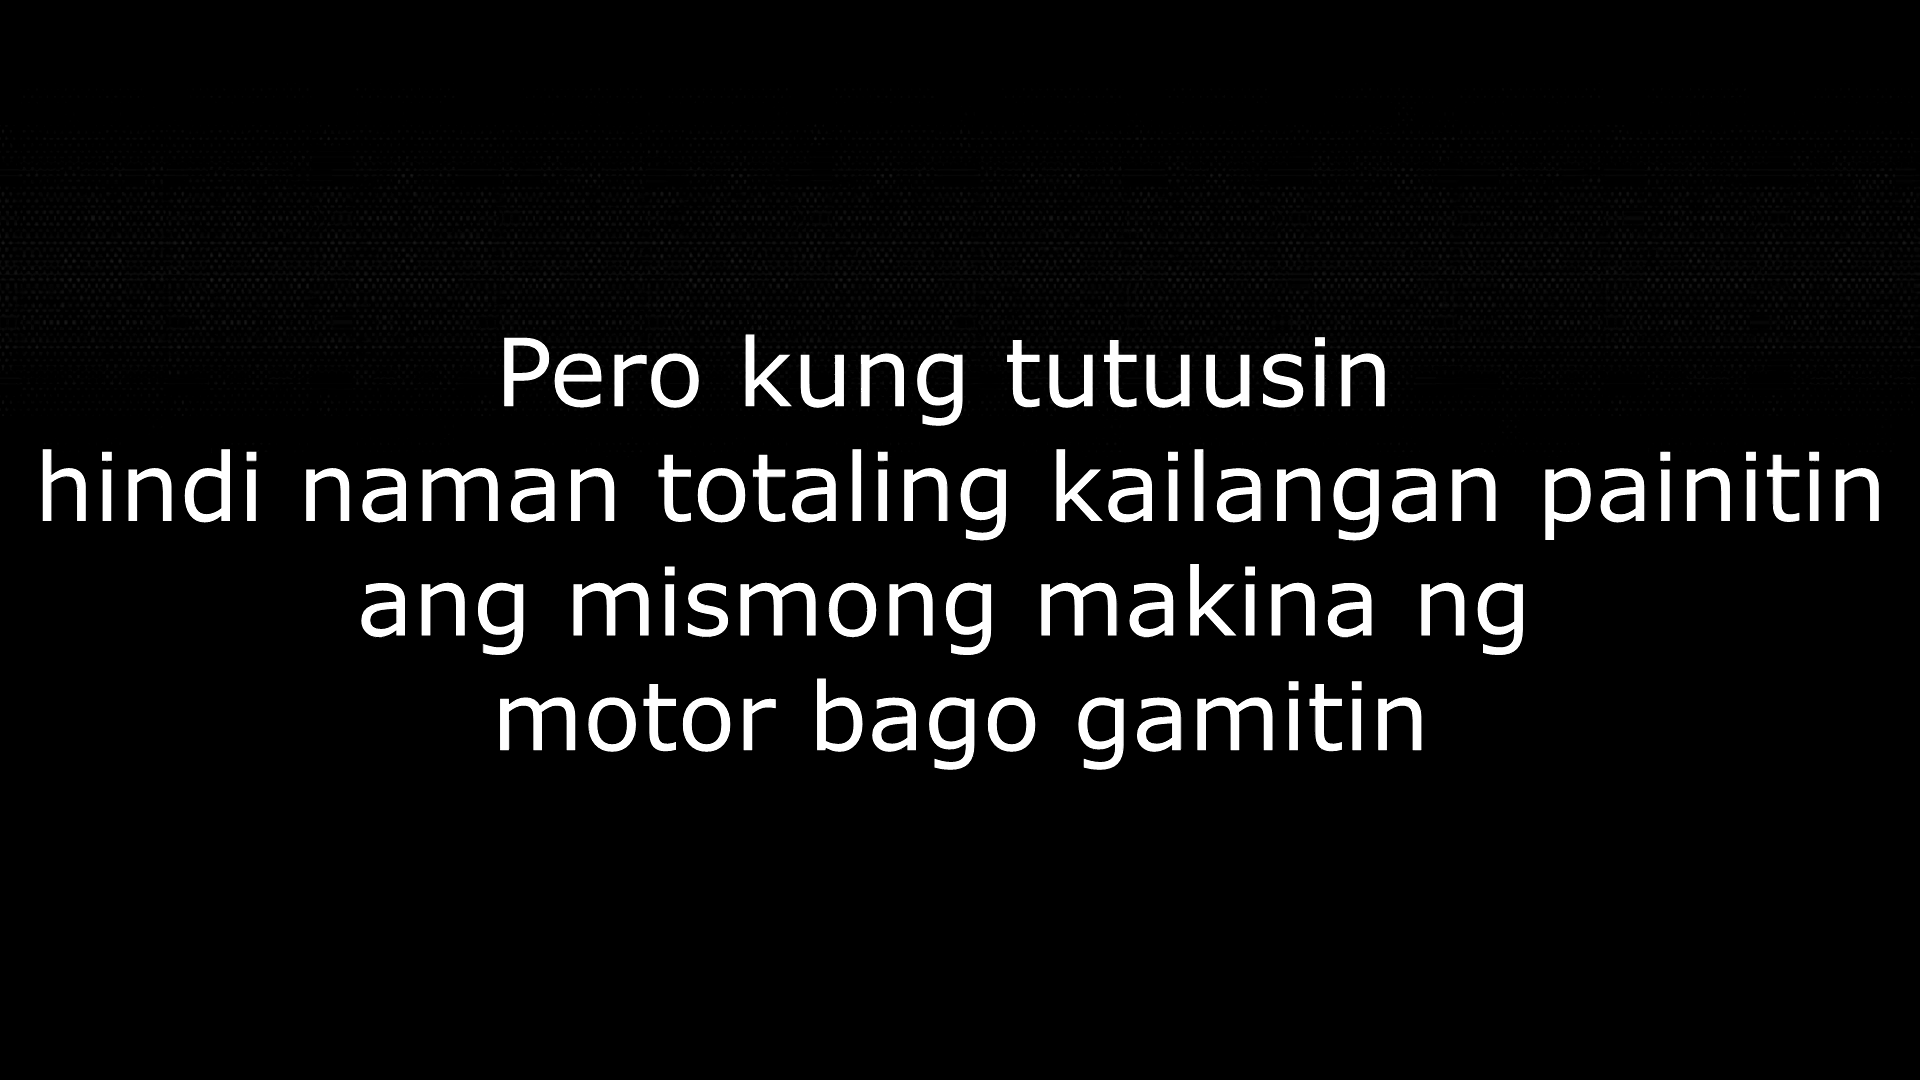 Pero kung tutuusin
hindi naman totaling kailangan painitin
ang mismong makina ng
motor bago gamitin